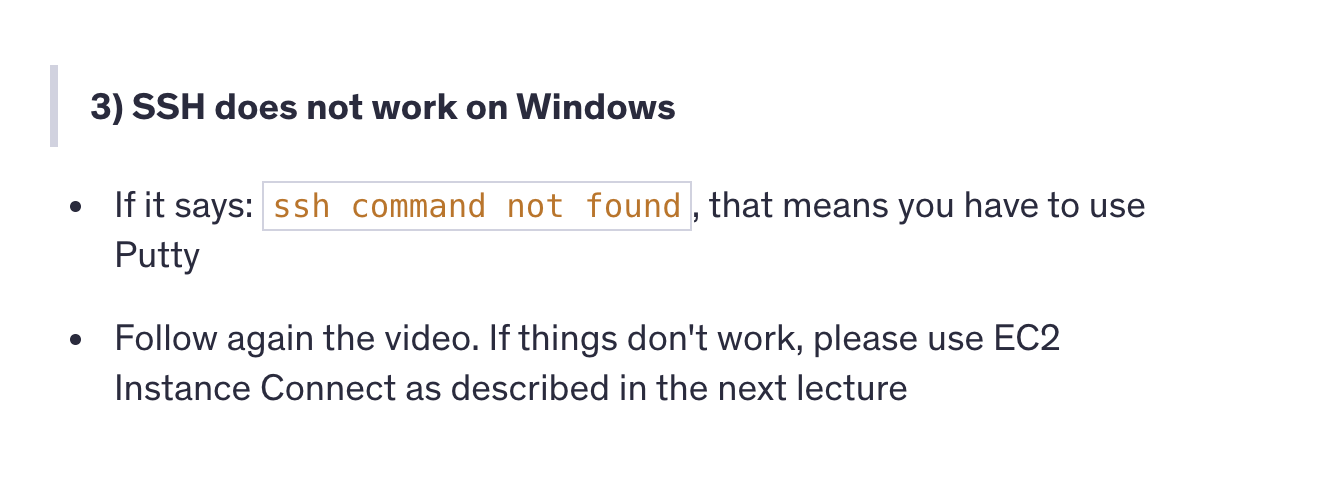 3) SSH does not work on Windows
If it says: ssh command not found, that means you have to use
Putty
Follow again the video. If things don't work, please use EC2
Instance Connect as described in the next lecture